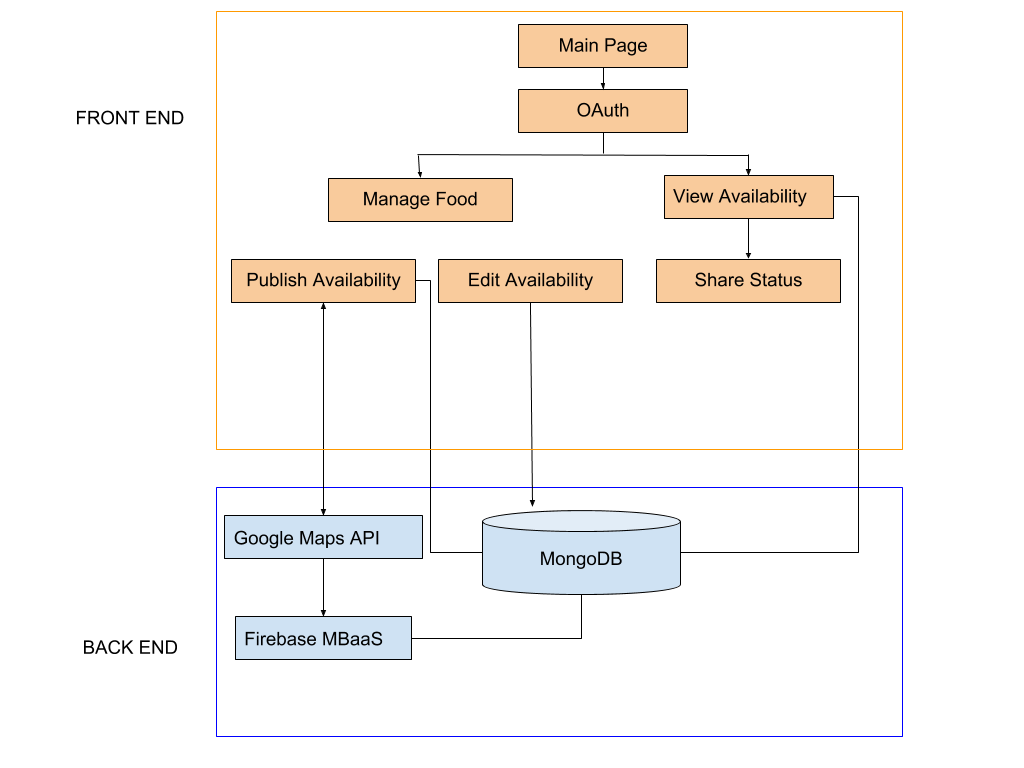 Main Page
FRONT END
OAuth
Manage Food
View Availability
Publish Availability
Edit Availability
Share Status
Google Maps API
MongoDB
Firebase MBaaS
BACK END